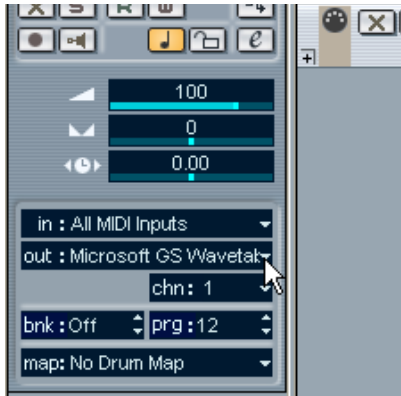 X S R W
e X
100
0
0.00
in : All MIDI Inputs
out : Microsoft GS Wavetab
chn: 1
bnk :Off prg :12
map: No Drum Map